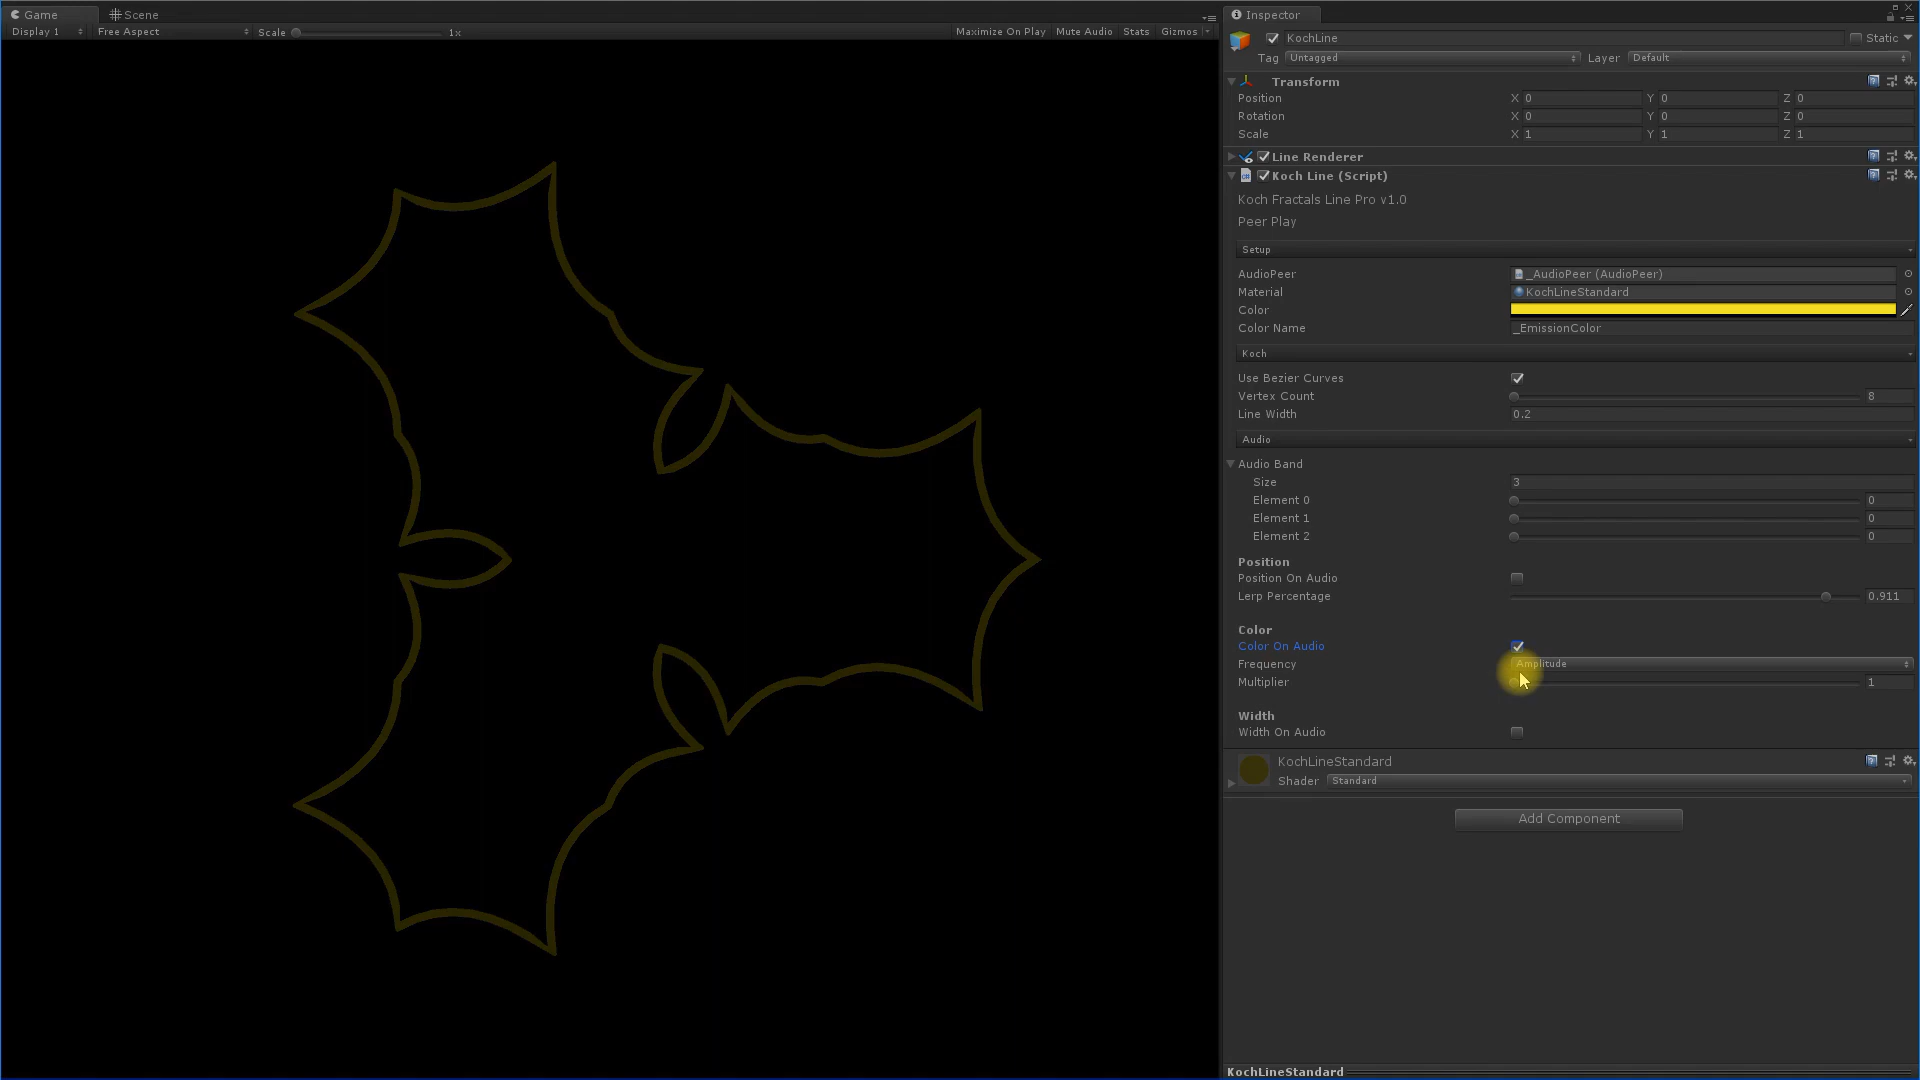 Game
Scene
Display 1
Free Aspect
Scale
1x
Maximize On Play
Mute Audio
Stats
Gizmos
Inspector
KochLine
Static
Tag
Untagged
Layer
Default
Transform
Position
X 0 Y 0 Z 0
Rotation
X 0 Y 0 Z 0
Scale
X 1 Y 1 Z 1
Line Renderer
Koch Line (Script)
Koch Fractals Line Pro v1.0
Peer Play
Setup
AudioPeer
_AudioPeer (AudioPeer)
Material
KochLineStandard
Color
Color Name
_EmissionColor
Koch
Use Bezier Curves
Vertex Count
8
Line Width
0.2
Audio
Audio Band
Size
3
Element 0
0
Element 1
0
Element 2
0
Position
Position On Audio
Lerp Percentage
0.911
Color
Color On Audio
Frequency
Amplitude
Multiplier
1
Width
Width On Audio
KochLineStandard
Shader
Standard
Add Component
KochLineStandard